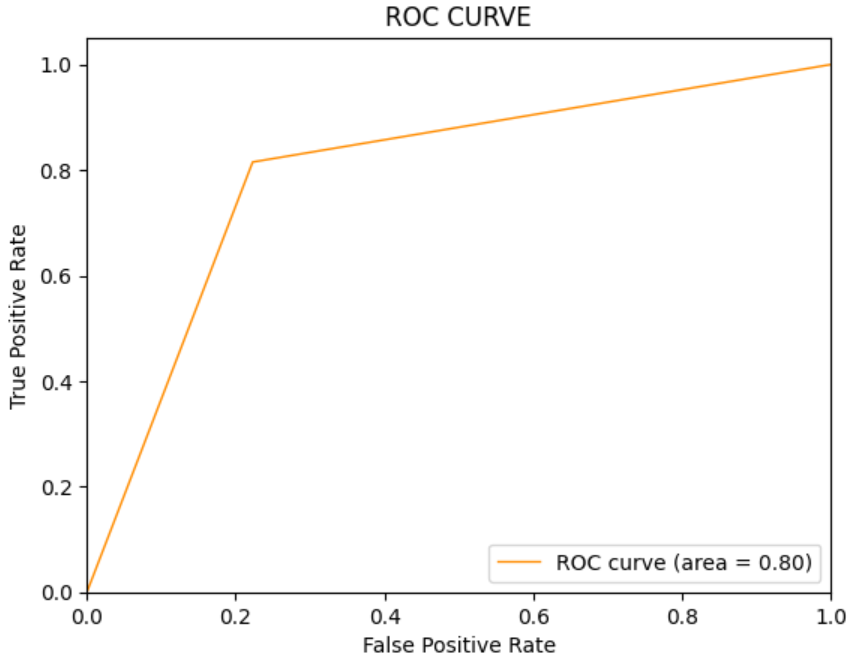 ROC CURVE
1.0
0.8
0.6
0.4
0.2
0.0
True Positive Rate
ROC curve (area = 0.80)
0.0 0.2 0.4 0.6 0.8 1.0
False Positive Rate